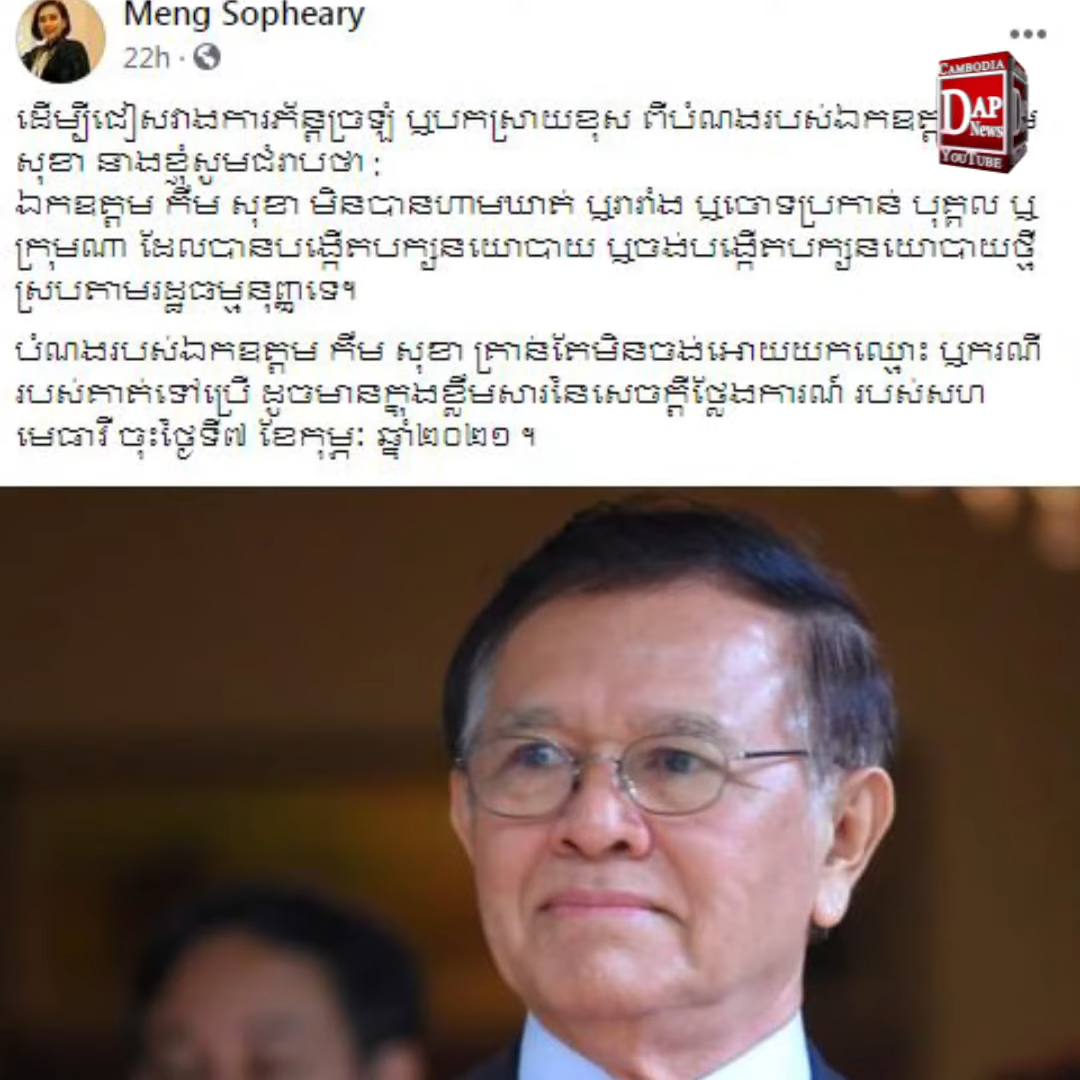 Meng Sopheary
22h ·
CAMBODIA
DAP
News
YOUTUBE
ដើម្បីជៀសវាងការភ័ន្តច្រឡំ ឬបកស្រាយខុស ពីបំណងរបស់ឯកឧត្ត
សុខា នាងខ្ញុំសូមជំរាបថា ;
ឯកឧត្តម កឹម សុខា មិនបានហាមឃាត់ ឬរារាំង ឬចោទប្រកាន់ បុគ្គល ឬ
ក្រុមណា ដែលបានបង្កើតបក្សនយោបាយ ឬចង់បង្កើតបក្សនយោបាយថ្មី
ស្របតាមរដ្ឋធម្មនុញ្ញទេ។
បំណងរបស់ឯកឧត្តម កឹម សុខា គ្រាន់តែមិនចង់អោយយកឈ្មោះ ឬករណី
របស់គាត់ទៅប្រើ ដូចមានក្នុងខ្លឹមសារនៃសេចក្តីថ្លែងការណ៍ របស់សហ
មេធាវី ចុះថ្ងៃទី៧ ខែកុម្ភៈ ឆ្នាំ២០២១ ។